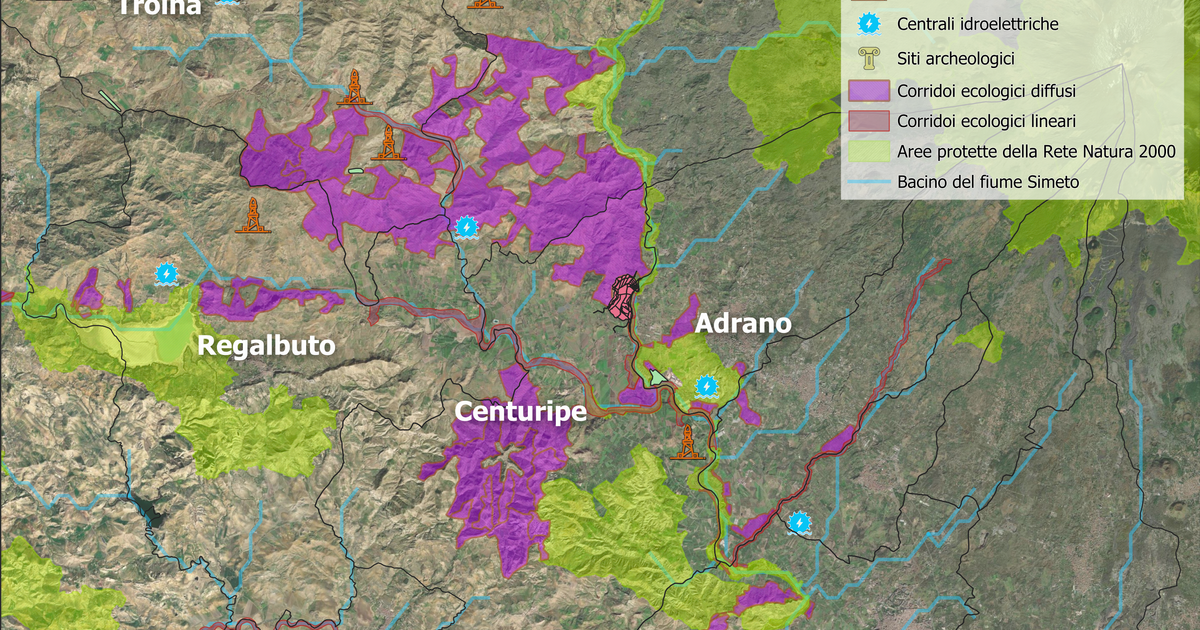 Troina
Centrali idroelettriche
Siti archeologici
Corridoi ecologici diffusi
Corridoi ecologici lineari
Aree protette della Rete Natura 2000
Bacino del fiume Simeto
Adrano
Regalbuto
Centuripe